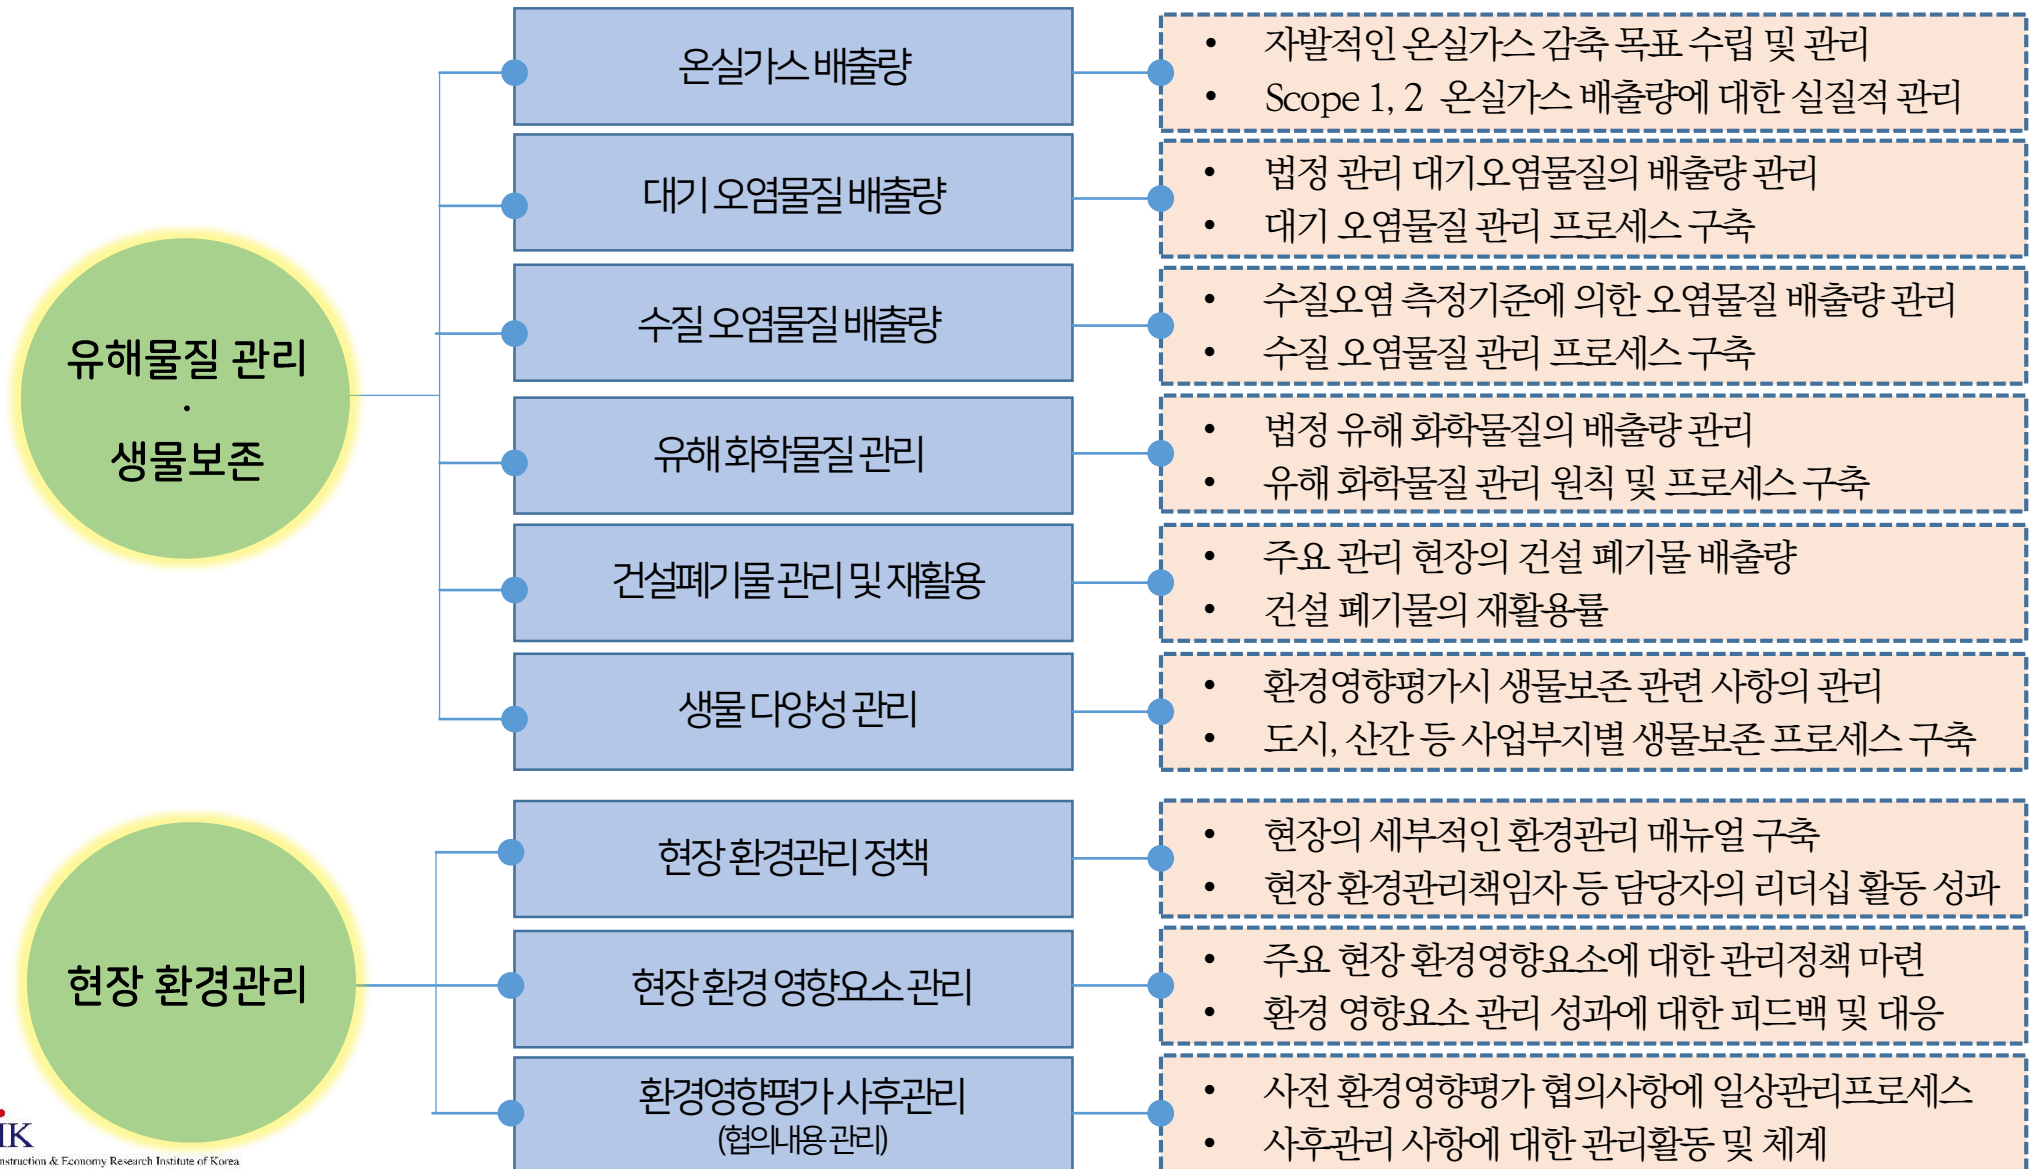 유해물질 관리
·
생물보존
온실가스 배출량
• 자발적인 온실가스 감축 목표 수립 및 관리
• Scope 1, 2 온실가스 배출량에 대한 실질적 관리
대기 오염물질 배출량
• 법정 관리 대기오염물질의 배출량 관리
• 대기 오염물질 관리 프로세스 구축
수질 오염물질 배출량
• 수질오염 측정기준에 의한 오염물질 배출량 관리
• 수질 오염물질 관리 프로세스 구축
유해 화학물질 관리
• 법정 유해 화학물질의 배출량 관리
• 유해 화학물질 관리 원칙 및 프로세스 구축
건설폐기물 관리 및 재활용
• 주요 관리 현장의 건설 폐기물 배출량
• 건설 폐기물의 재활용률
생물 다양성 관리
• 환경영향평가시 생물보존 관련 사항의 관리
• 도시, 산간 등 사업부지별 생물보존 프로세스 구축
현장 환경관리
현장 환경관리 정책
• 현장의 세부적인 환경관리 매뉴얼 구축
• 현장 환경관리책임자 등 담당자의 리더십 활동 성과
현장 환경 영향요소 관리
• 주요 현장 환경영향요소에 대한 관리정책 마련
• 환경 영향요소 관리 성과에 대한 피드백 및 대응
환경영향평가 사후관리
(협의내용 관리)
• 사전 환경영향평가 협의사항에 일상관리프로세스
• 사후관리 사항에 대한 관리활동 및 체계
IK
nstruction & Economy Research Institute of Korea